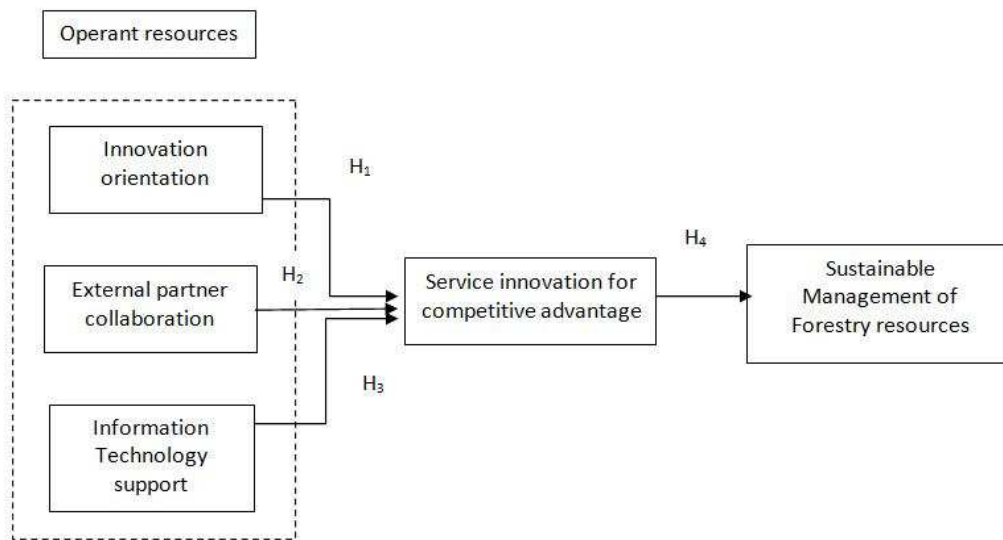 Operant resources
Innovation
orientation
H₁
External partner
collaboration
H₂
Information
Technology
support
H₃
Service innovation for
competitive advantage
H₄
Sustainable
Management of
Forestry resources